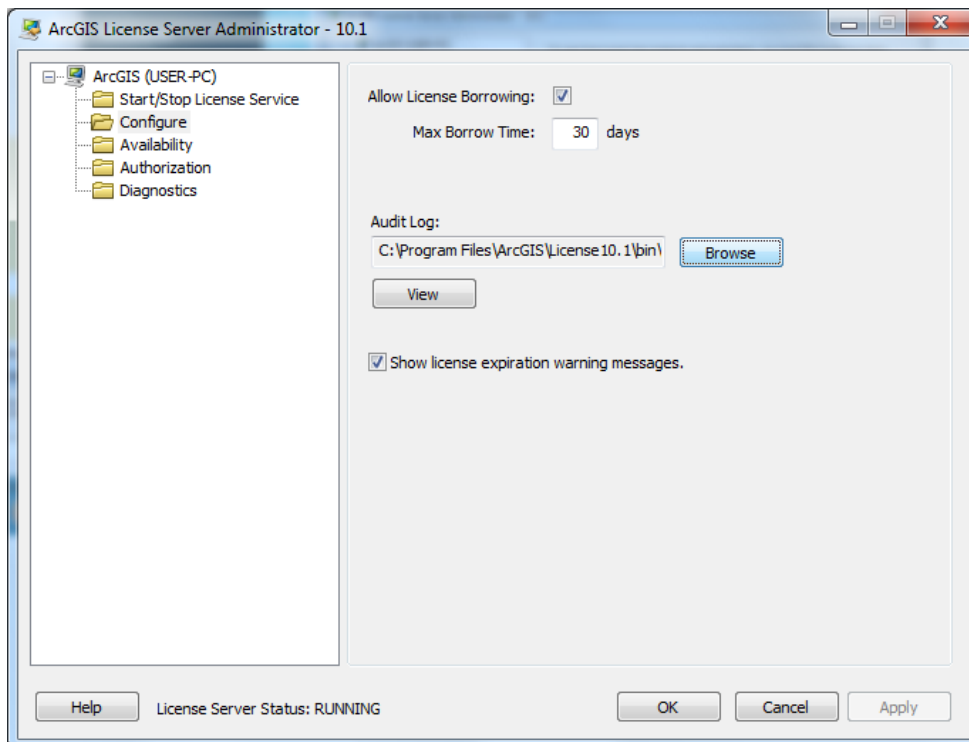 ArcGIS License Server Administrator - 10.1
ArcGIS (USER-PC)
Start/Stop License Service
Configure
Availability
Authorization
Diagnostics
Allow License Borrowing:
Max Borrow Time: 30 days
Audit Log:
C:\Program Files\ArcGIS\License10.1\bin\ Browse
View
Show license expiration warning messages.
Help License Server Status: RUNNING OK Cancel Apply